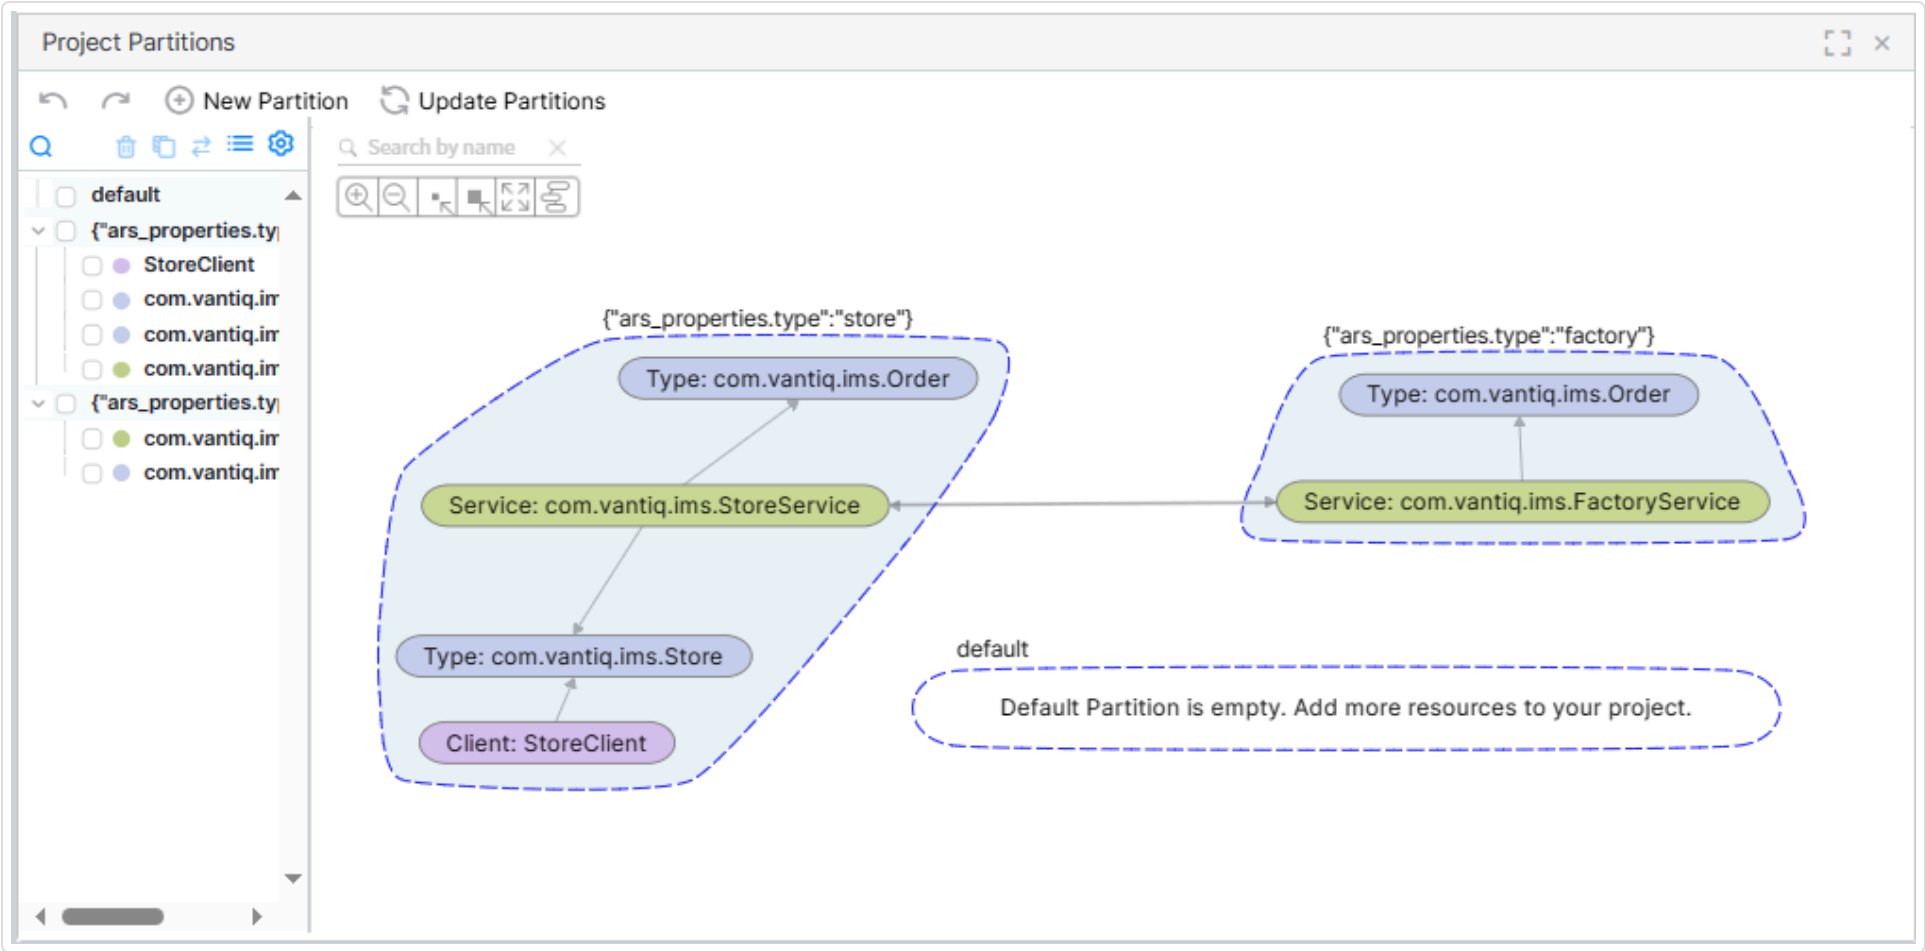 Project Partitions
New Partition
Update Partitions
Search by name
default
{"ars_properties.ty
StoreClient
com.vantiq.im
com.vantiq.im
com.vantiq.im
{"ars_properties.ty
com.vantiq.im
com.vantiq.im
{"ars_properties.type":"store"}
Type: com.vantiq.ims.Order
Service: com.vantiq.ims.StoreService
Type: com.vantiq.ims.Store
Client: StoreClient
{"ars_properties.type":"factory"}
Type: com.vantiq.ims.Order
Service: com.vantiq.ims.FactoryService
default
Default Partition is empty. Add more resources to your project.